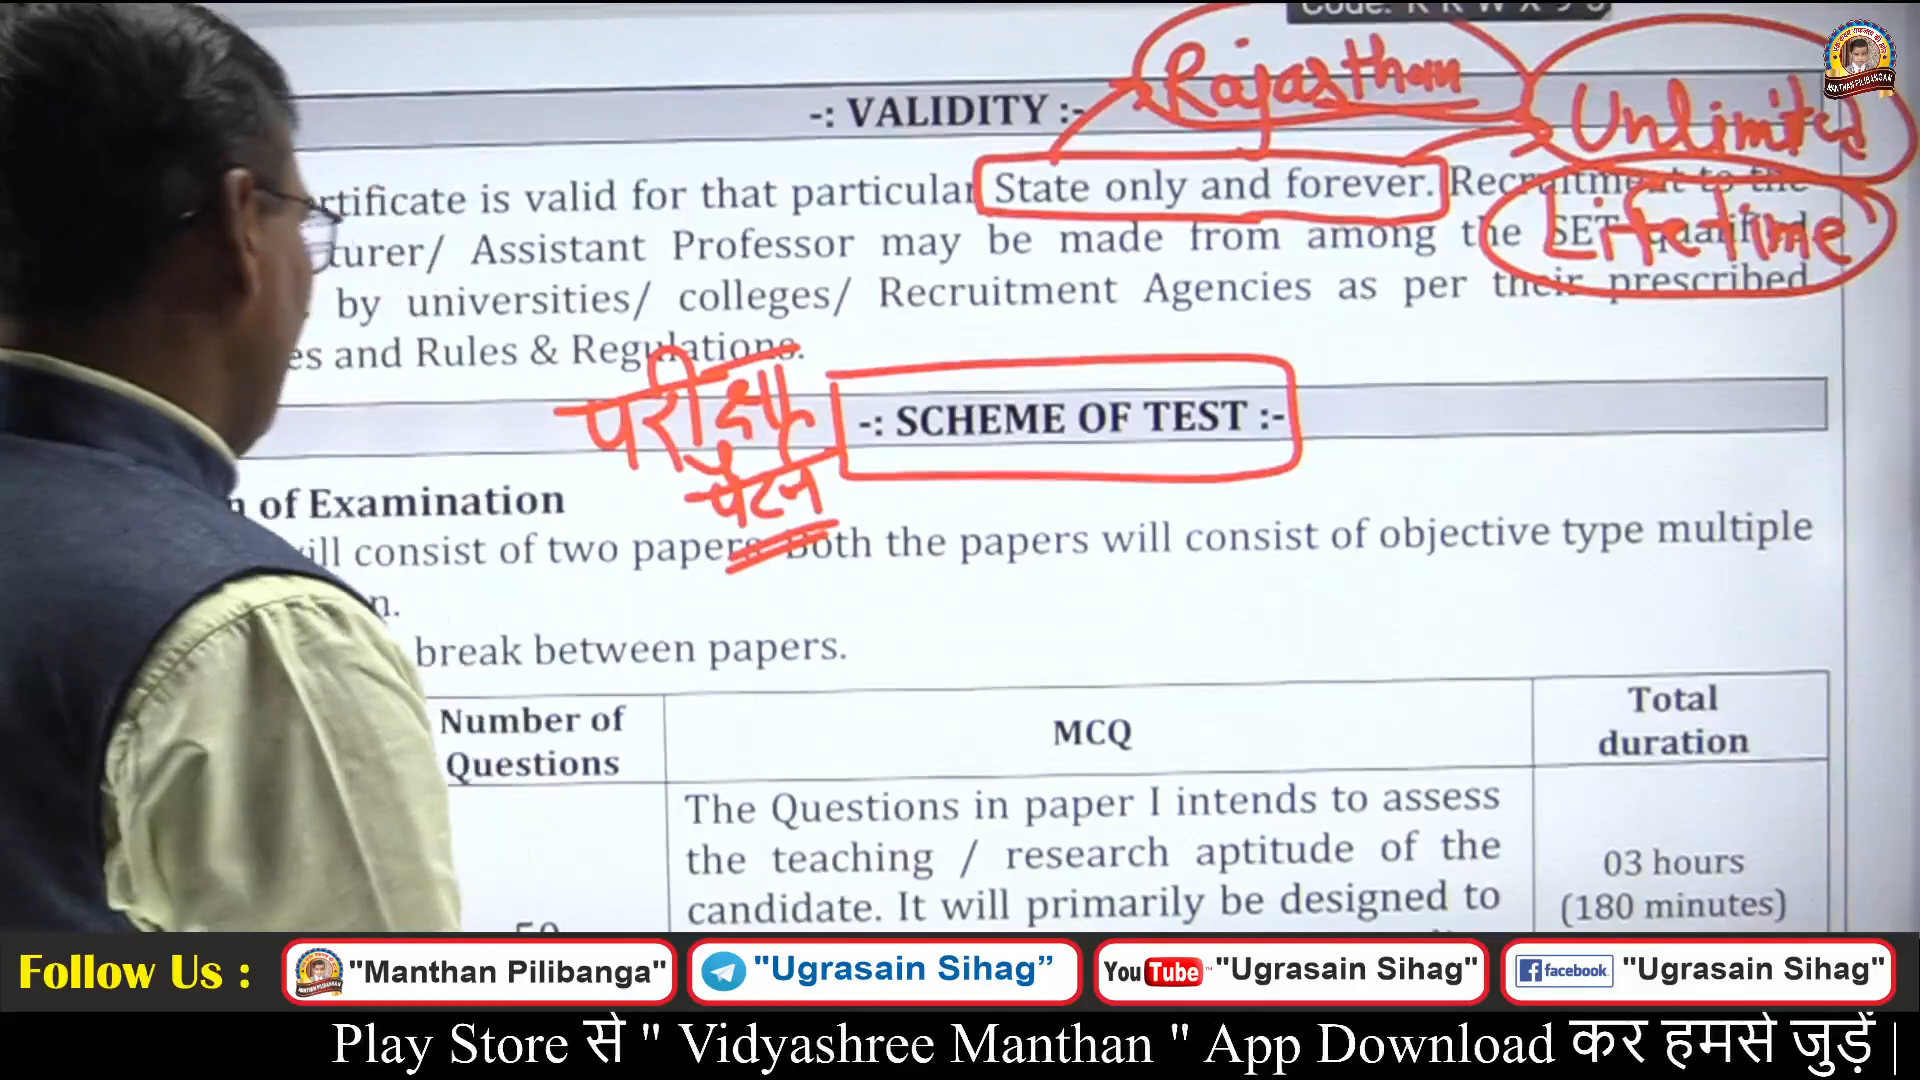 Code: R R W X 9 8
Rajasthan
Unlimited
-: VALIDITY :-
rtificate is valid for that particular State only and forever. Recruitment to the
Lifetime
turer/ Assistant Professor may be made from among the SET qualified
by universities/ colleges/ Recruitment Agencies as per their prescribed
es and Rules & Regulations.
परीक्षा
पैटर्न
-: SCHEME OF TEST :-
n of Examination
ill consist of two papers. Both the papers will consist of objective type multiple
n.
break between papers.
Number of Questions
MCQ
Total duration
The Questions in paper I intends to assess
the teaching / research aptitude of the
candidate. It will primarily be designed to
03 hours
(180 minutes)
50
Follow Us : "Manthan Pilibanga" "Ugrasain Sihag” YouTube "Ugrasain Sihag" facebook "Ugrasain Sihag"
Play Store से " Vidyashree Manthan " App Download कर हमसे जुड़ें |